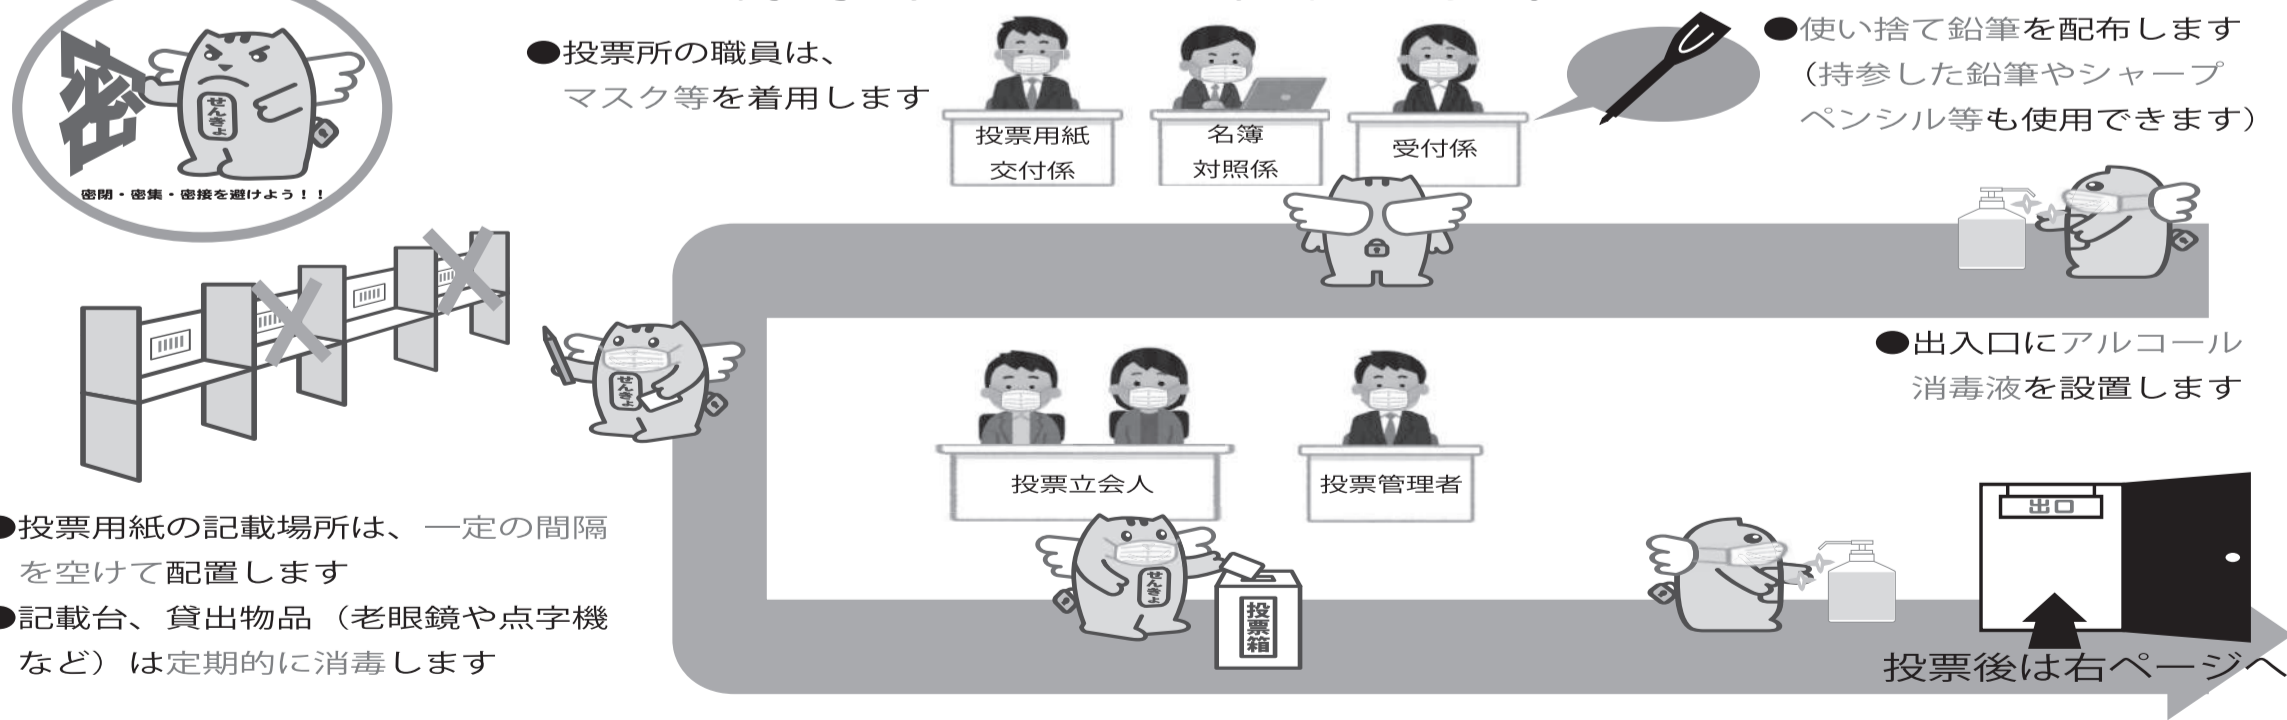 密
せんきょ
密閉・密集・密接を避けよう！！
●投票所の職員は、
マスク等を着用します
投票用紙
交付係
名簿
対照係
受付係
●使い捨て鉛筆を配布します
（持参した鉛筆やシャープ
ペンシル等も使用できます）
●出入口にアルコール
消毒液を設置します
せんきょ
●投票用紙の記載場所は、一定の間隔
を空けて配置します
●記載台、貸出物品（老眼鏡や点字機
など）は定期的に消毒します
投票立会人
投票管理者
せんきょ
投票箱
出口
投票後は右ページへ